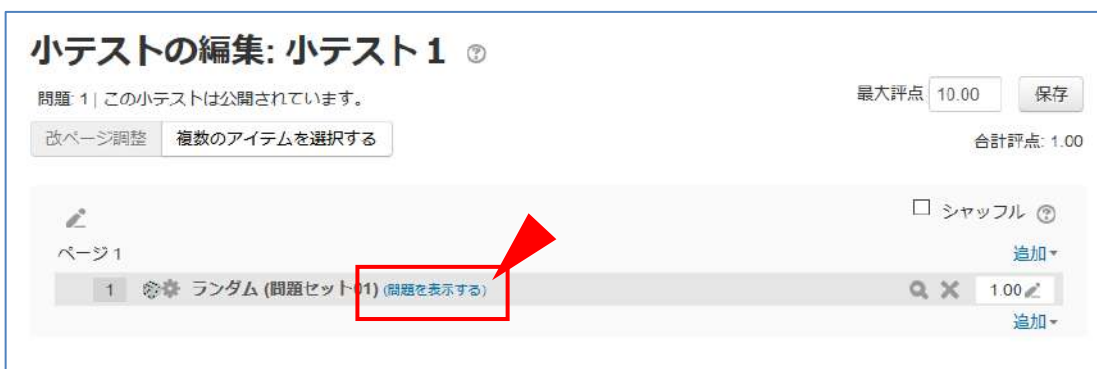 小テストの編集: 小テスト1
問題: 1 | この小テストは公開されています。
最大評点 10.00 保存
改ページ調整 複数のアイテムを選択する
合計評点: 1.00
シャッフル
ページ 1
追加
1 ランダム (問題セット01) (問題を表示する) 1.00
追加